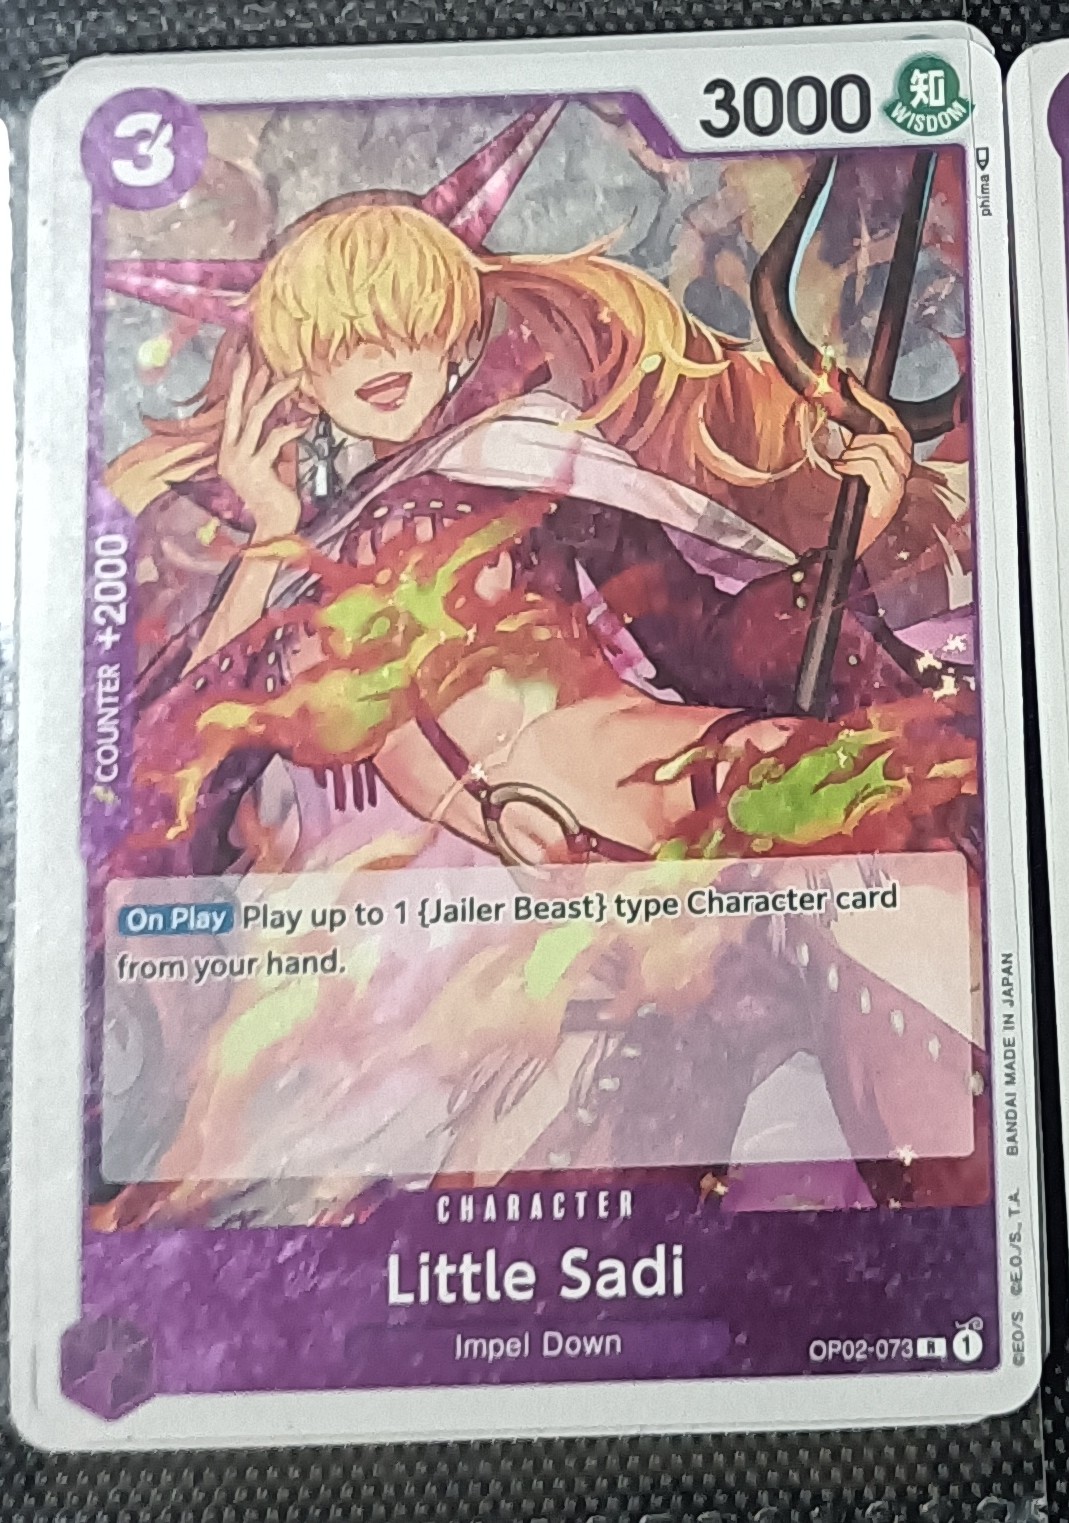 3
3000
知
WISDOM
phima
COUNTER +2000
On Play Play up to 1 {Jailer Beast} type Character card
from your hand.
CHARACTER
Little Sadi
Impel Down
OP02-073 R 1
©EO/S ©E.O./S., T.A. BANDAI MADE IN JAPAN